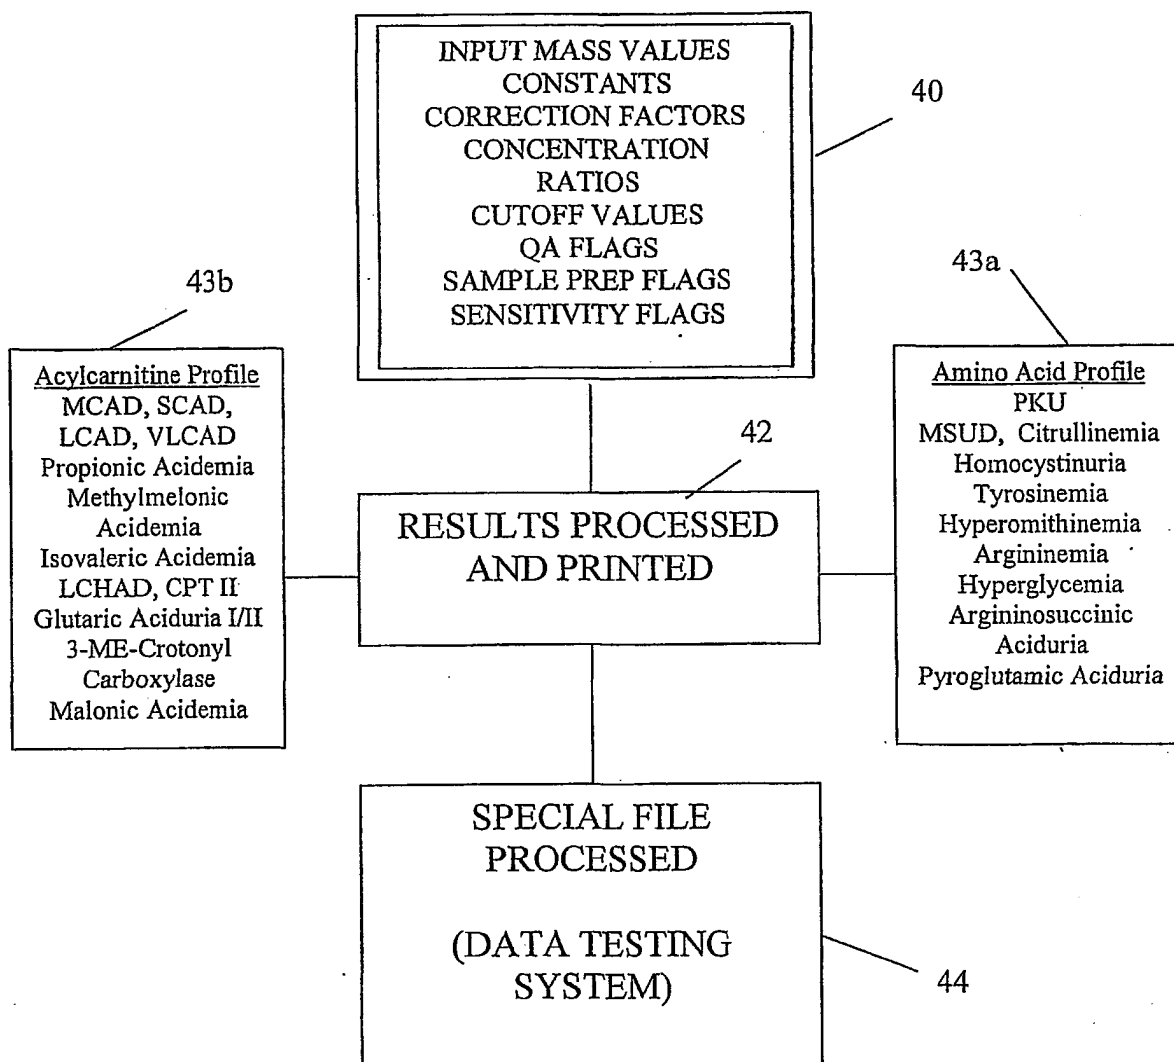 INPUT MASS VALUES
CONSTANTS
CORRECTION FACTORS
CONCENTRATION
RATIOS
CUTOFF VALUES
QA FLAGS
SAMPLE PREP FLAGS
SENSITIVITY FLAGS
40
43b
Acylcarnitine Profile
MCAD, SCAD,
LCAD, VLCAD
Propionic Acidemia
Methylmelonic
Acidemia
Isovaleric Acidemia
LCHAD, CPT II
Glutaric Aciduria I/II
3-ME-Crotonyl
Carboxylase
Malonic Acidemia
42
RESULTS PROCESSED
AND PRINTED
43a
Amino Acid Profile
PKU
MSUD, Citrullinemia
Homocystinuria
Tyrosinemia
Hyperomithinemia
Argininemia
Hyperglycemia
Argininosuccinic
Aciduria
Pyroglutamic Aciduria
SPECIAL FILE
PROCESSED
(DATA TESTING
SYSTEM)
44